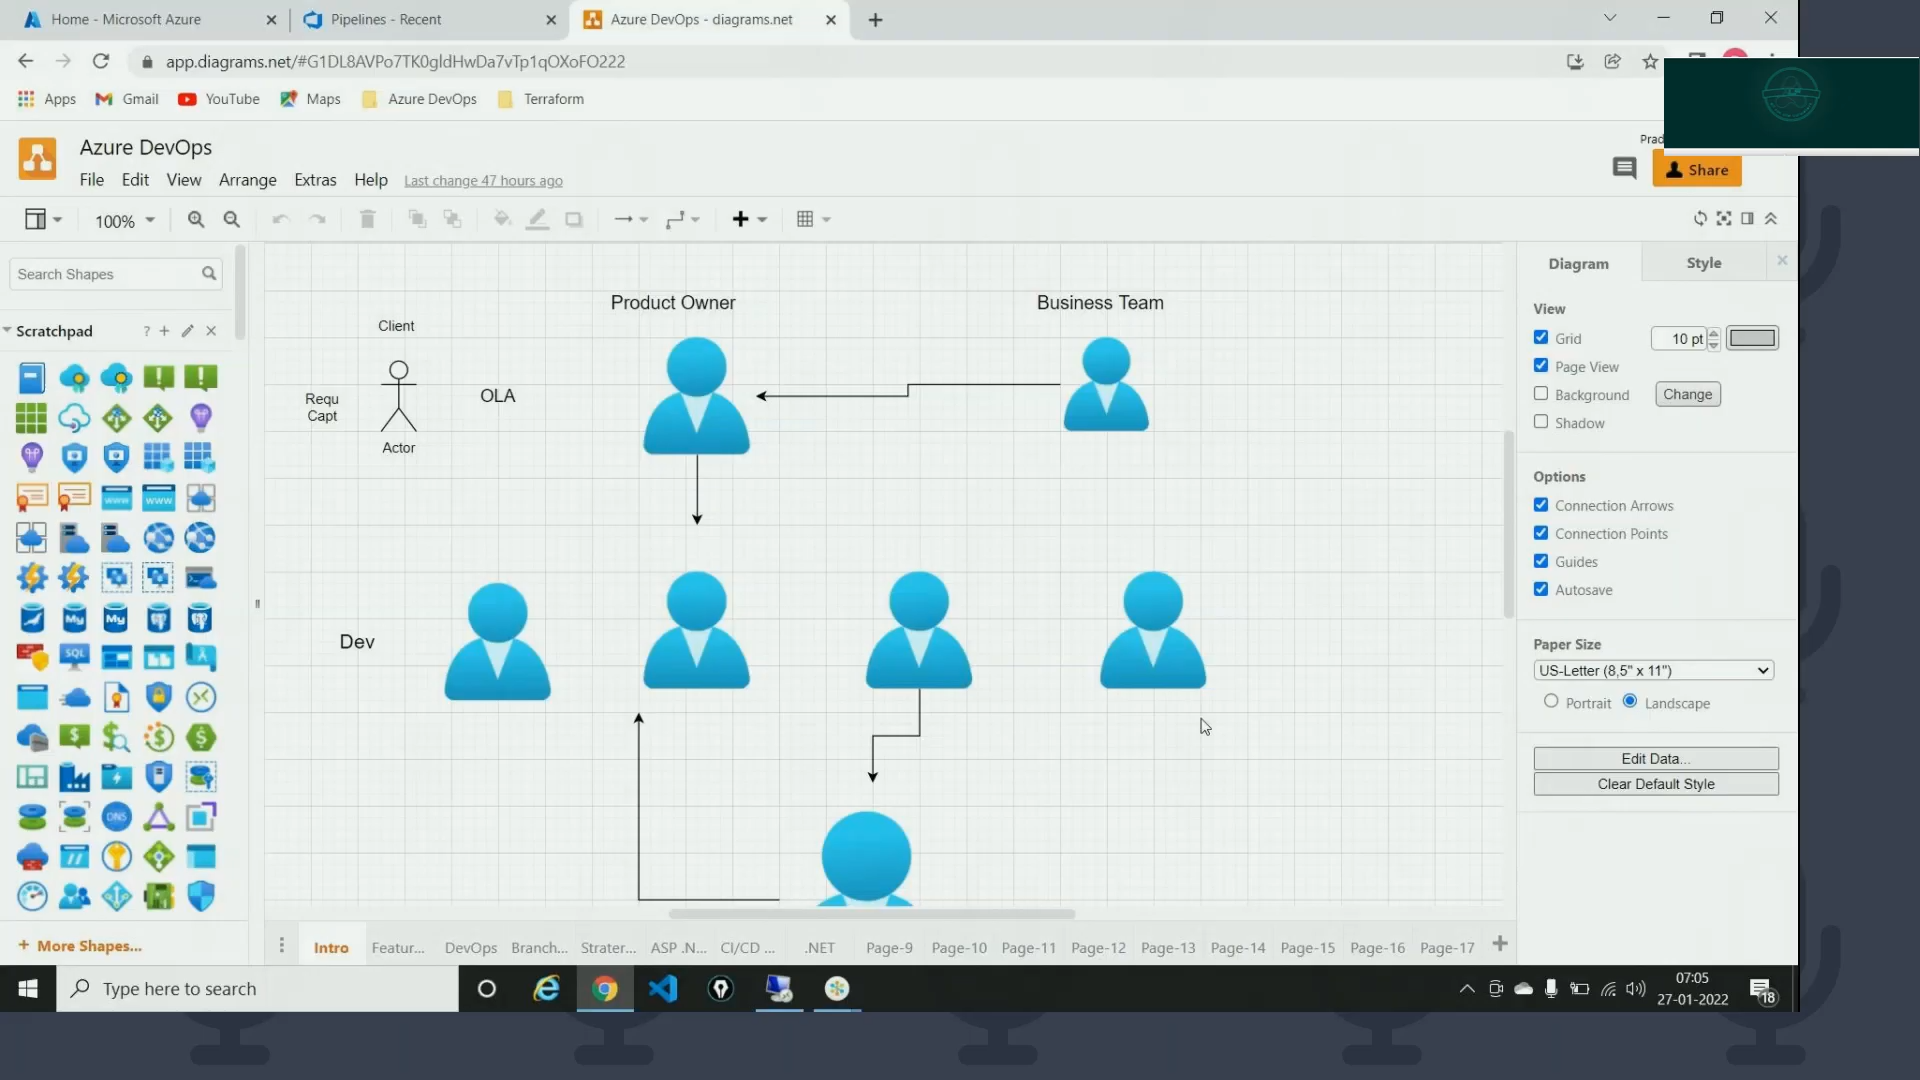 Home - Microsoft Azure
Pipelines - Recent
Azure DevOps - diagrams.net
app.diagrams.net/#G1DL8AVPo7TK0gldHwDa7vTp1qOXoFO222
Apps
Gmail
YouTube
Maps
Azure DevOps
Terraform
Azure DevOps
Prad
File
Edit
View
Arrange
Extras
Help
Last change 47 hours ago
Share
100%
Search Shapes
Scratchpad
?
More Shapes...
Client
Requ
Capt
Actor
OLA
Product Owner
Business Team
Dev
Diagram
Style
View
Grid
10 pt
Page View
Background
Change
Shadow
Options
Connection Arrows
Connection Points
Guides
Autosave
Paper Size
US-Letter (8,5" x 11")
Portrait
Landscape
Edit Data...
Clear Default Style
Intro
Featur...
DevOps
Branch...
Strater...
ASP .N...
CI/CD ...
.NET
Page-9
Page-10
Page-11
Page-12
Page-13
Page-14
Page-15
Page-16
Page-17
Type here to search
07:05
27-01-2022
18